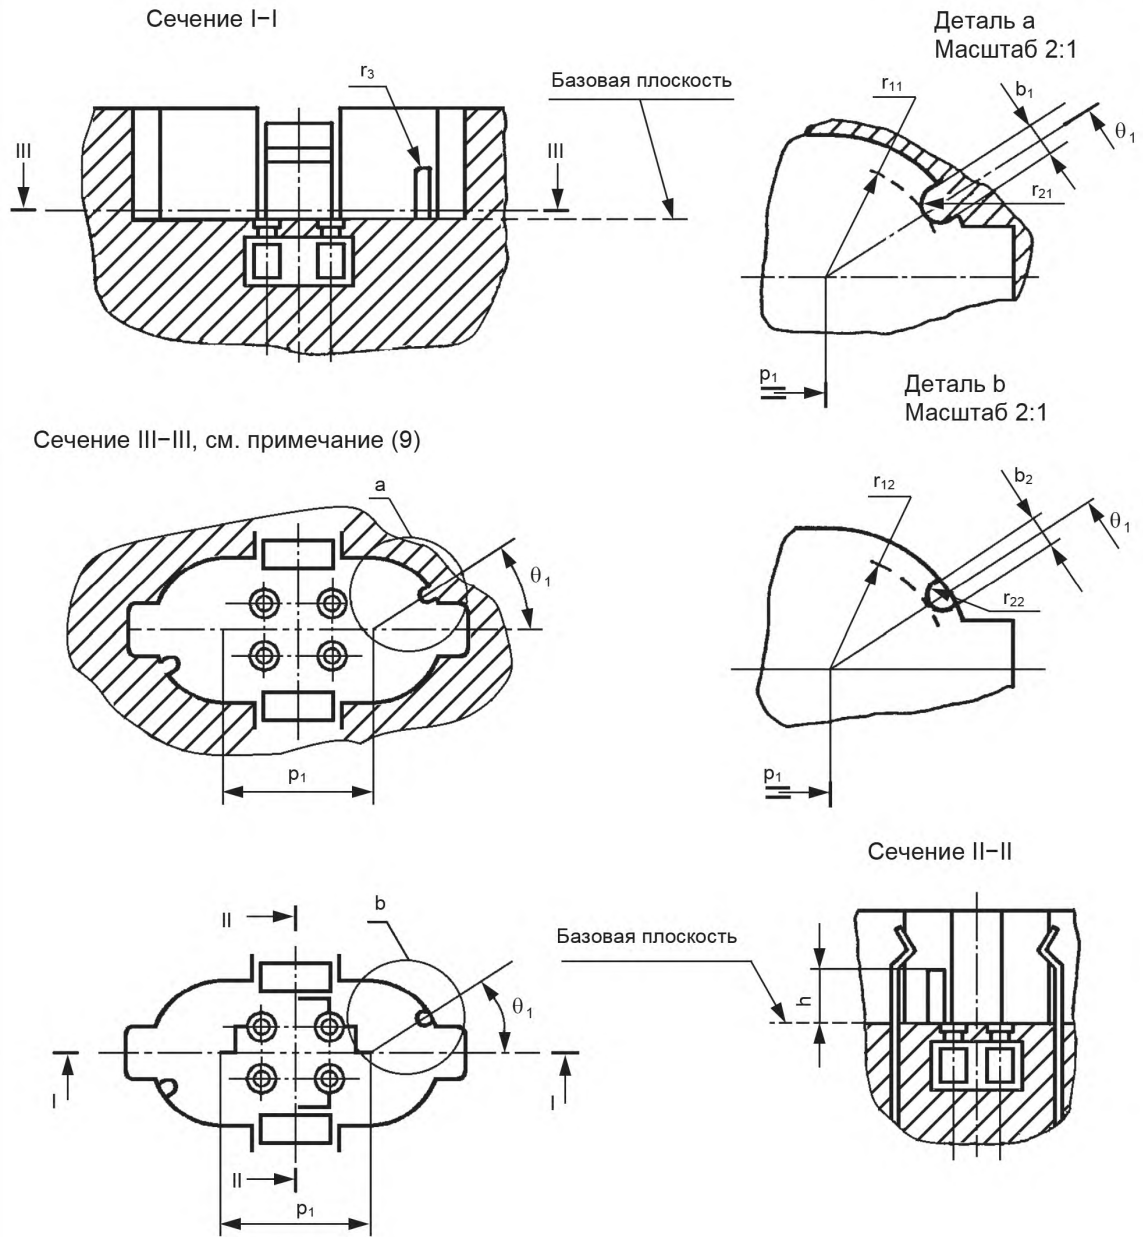 Сечение I−I
Деталь a
Масштаб 2:1
r3
Базовая плоскость
r11
b1
θ1
III
III
r21
p1
Деталь b
Масштаб 2:1
Сечение III−III, см. примечание (9)
a
r12
b2
θ1
θ1
r22
p1
p1
Сечение II−II
II
b
Базовая плоскость
θ1
h
I
I
II
p1